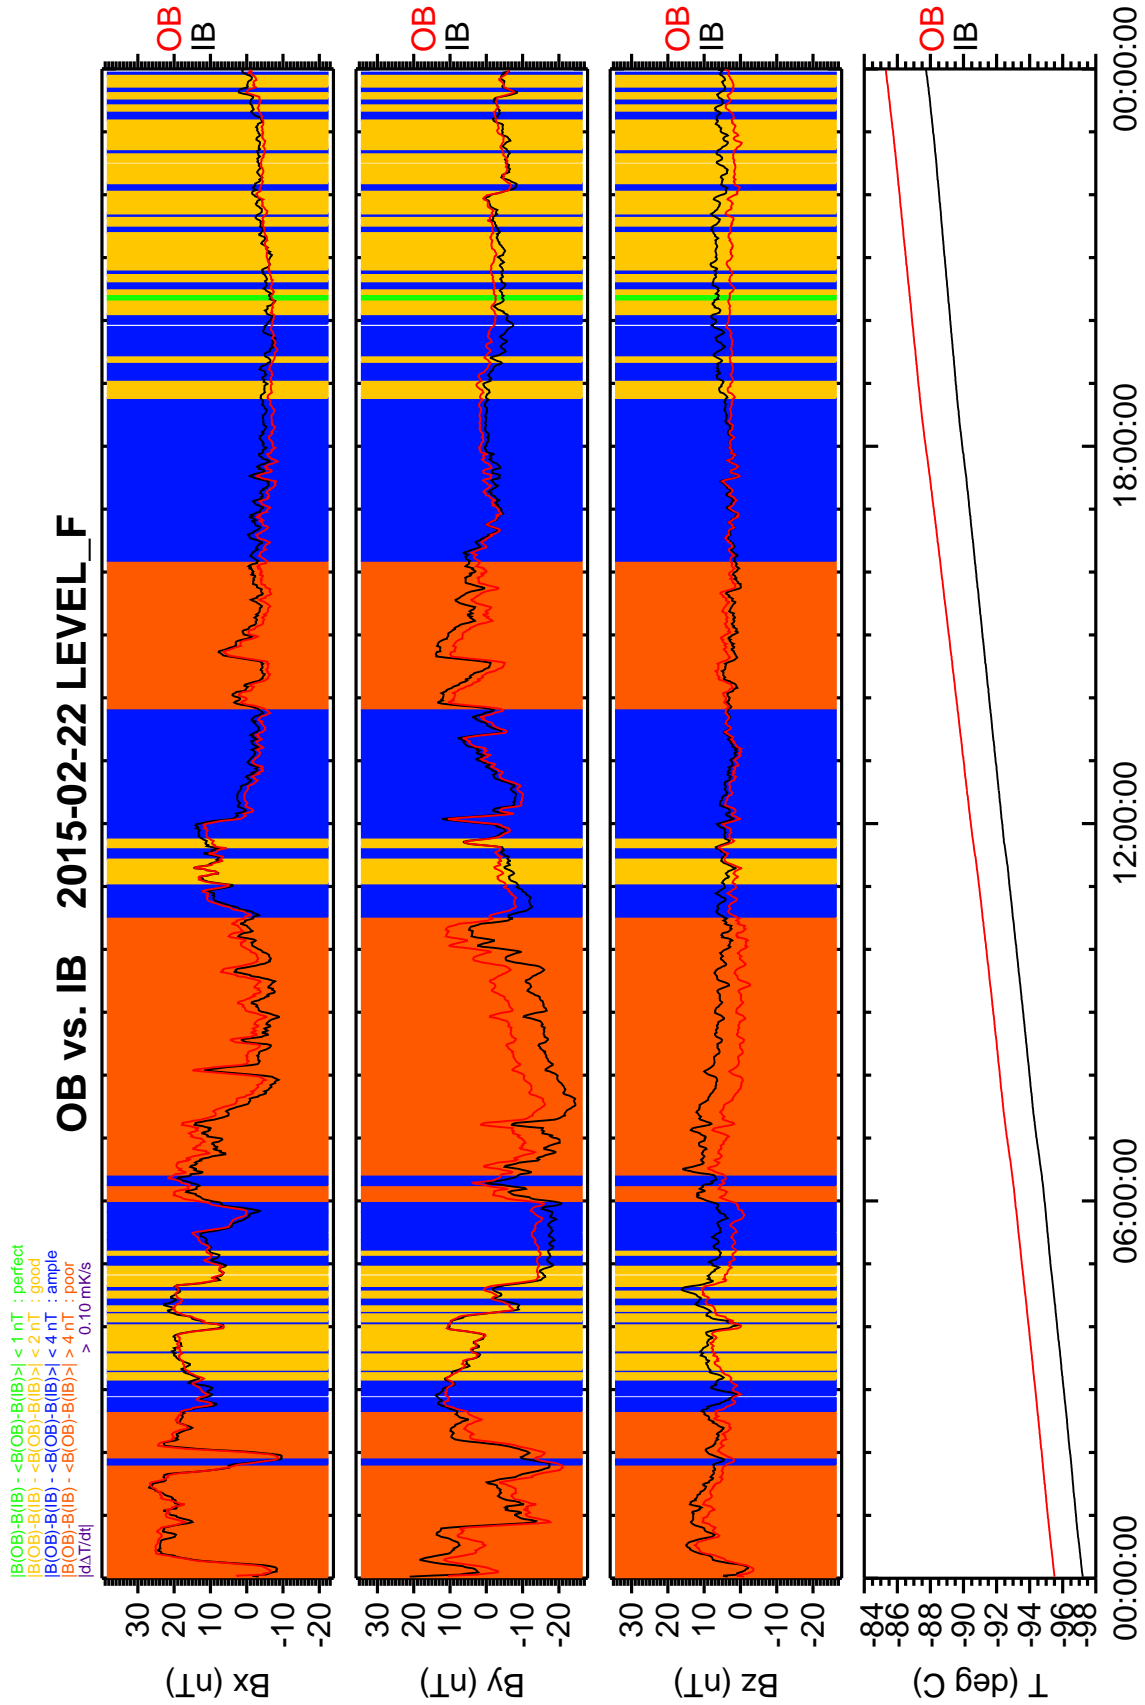 |B(OB)-B(IB) - <B(OB)-B(IB)>| < 1 nT : perfect
|B(OB)-B(IB) - <B(OB)-B(IB)>| < 2 nT : good
|B(OB)-B(IB) - <B(OB)-B(IB)>| < 4 nT : ample
|B(OB)-B(IB) - <B(OB)-B(IB)>| > 4 nT : poor
|dΔT/dt| > 0.10 mK/s
OB vs. IB 2015-02-22 LEVEL_F
Bx (nT)
30
20
10
0
-10
-20
OB
IB
By (nT)
30
20
10
0
-10
-20
OB
IB
Bz (nT)
30
20
10
0
-10
-20
OB
IB
T (deg C)
-84
-86
-88
-90
-92
-94
-96
-98
OB
IB
00:00:00
06:00:00
12:00:00
18:00:00
00:00:00